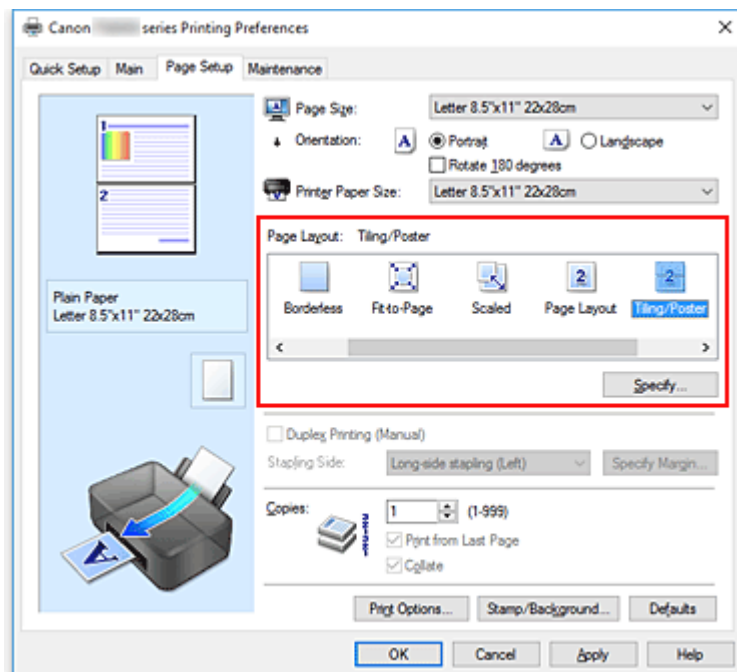 Canon series Printing Preferences
Quick Setup Main Page Setup Maintenance
1
2
Plain Paper
Letter 8.5"x11" 22x28cm
Page Size: Letter 8.5"x11" 22x28cm
Orientation: A Portrait A Landscape
Rotate 180 degrees
Printer Paper Size: Letter 8.5"x11" 22x28cm
Page Layout: Tiling/Poster
2 2
Borderless Fit-to-Page Scaled Page Layout Tiling/Poster
Specify...
Duplex Printing (Manual)
Stapling Side: Long-side stapling (Left) Specify Margin...
Copies: 1 (1-999)
Print from Last Page
Collate
A
Print Options... Stamp/Background... Defaults
OK Cancel Apply Help